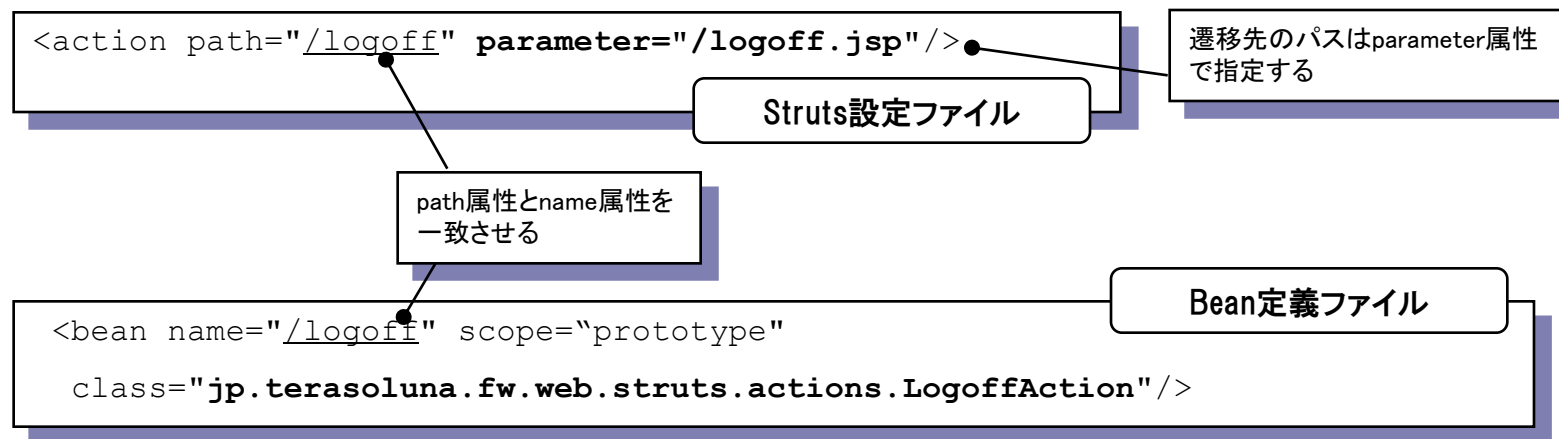 <action path="/logoff" parameter="/logoff.jsp"/>
遷移先のパスはparameter属性
で指定する
Struts設定ファイル
path属性とname属性を
一致させる
Bean定義ファイル
<bean name="/logoff" scope=“prototype"
class="jp.terasoluna.fw.web.struts.actions.LogoffAction"/>